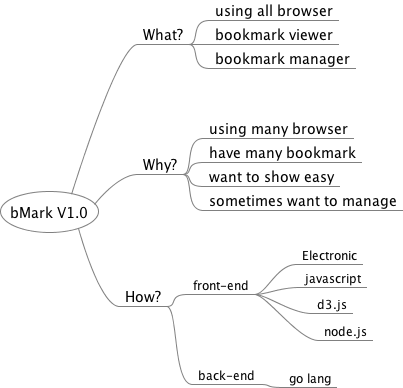 bMark V1.0
What?
using all browser
bookmark viewer
bookmark manager
Why?
using many browser
have many bookmark
want to show easy
sometimes want to manage
How?
front-end
Electronic
javascript
d3.js
node.js
back-end
go lang